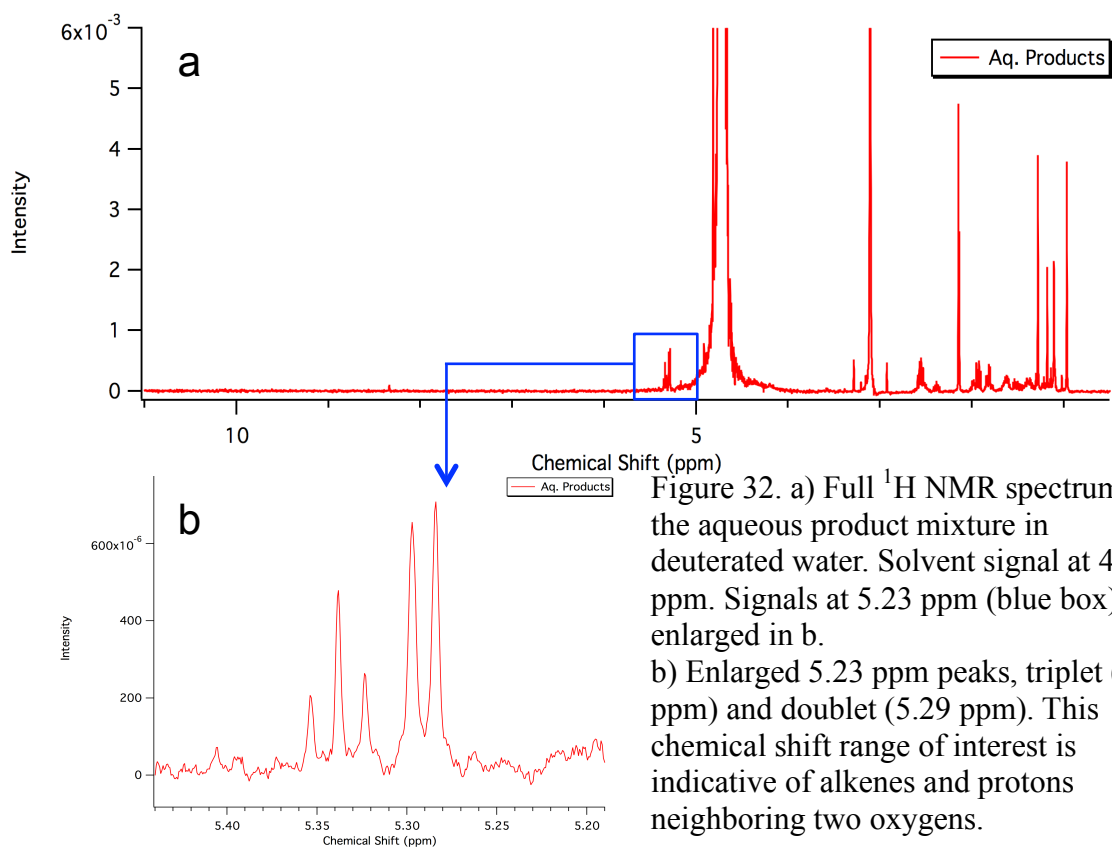 6x10⁻³
a
Aq. Products
5
4
3
2
1
0
Intensity
10
5
Chemical Shift (ppm)
b
Aq. Products
600x10⁻⁶
400
200
0
Intensity
5.40
5.35
5.30
5.25
5.20
Chemical Shift (ppm)
Figure 32. a) Full ¹H NMR spectrum
the aqueous product mixture in
deuterated water. Solvent signal at 4
ppm. Signals at 5.23 ppm (blue box)
enlarged in b.
b) Enlarged 5.23 ppm peaks, triplet (
ppm) and doublet (5.29 ppm). This
chemical shift range of interest is
indicative of alkenes and protons
neighboring two oxygens.